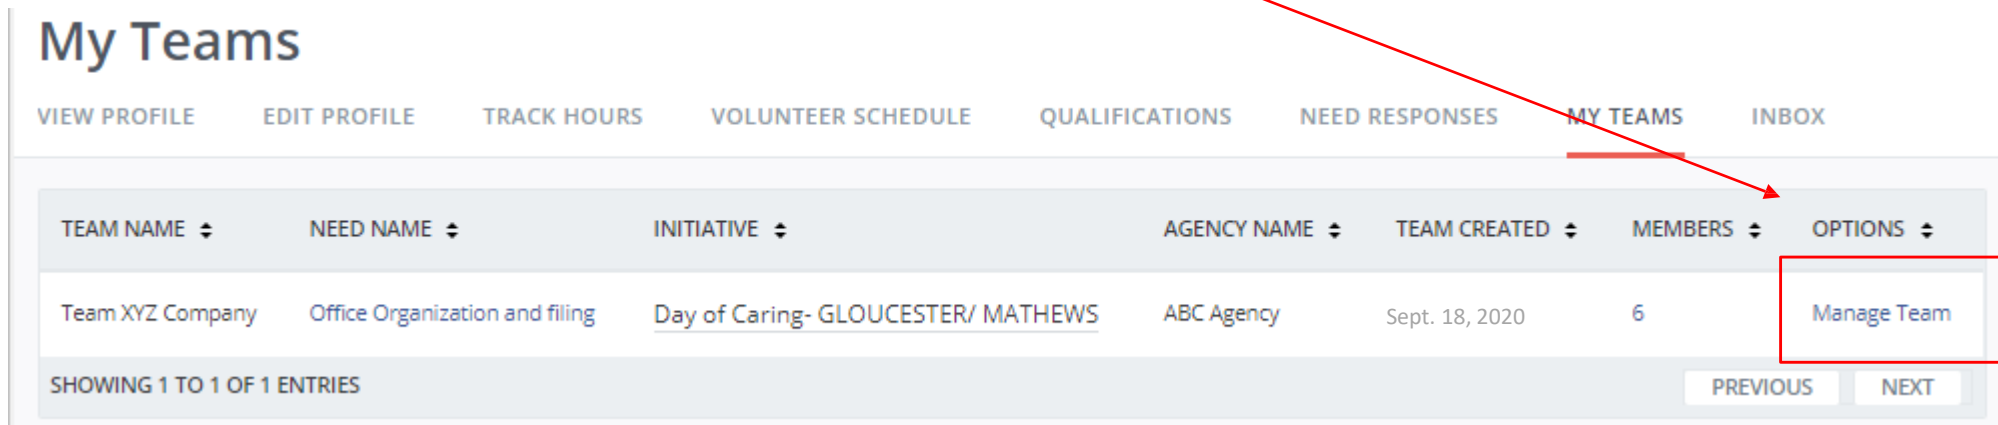 My Teams
VIEW PROFILE EDIT PROFILE TRACK HOURS VOLUNTEER SCHEDULE QUALIFICATIONS NEED RESPONSES MY TEAMS INBOX
TEAM NAME NEED NAME INITIATIVE AGENCY NAME TEAM CREATED MEMBERS OPTIONS
Team XYZ Company Office Organization and filing Day of Caring- GLOUCESTER/ MATHEWS ABC Agency Sept. 18, 2020 6 Manage Team
SHOWING 1 TO 1 OF 1 ENTRIES PREVIOUS NEXT